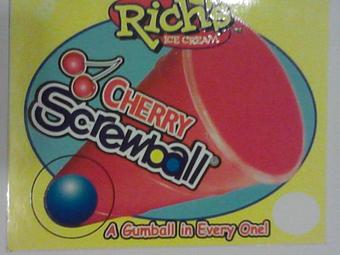 Rich's
ICE CREAM
CHERRY
Screwball®
A Gumball in Every One!